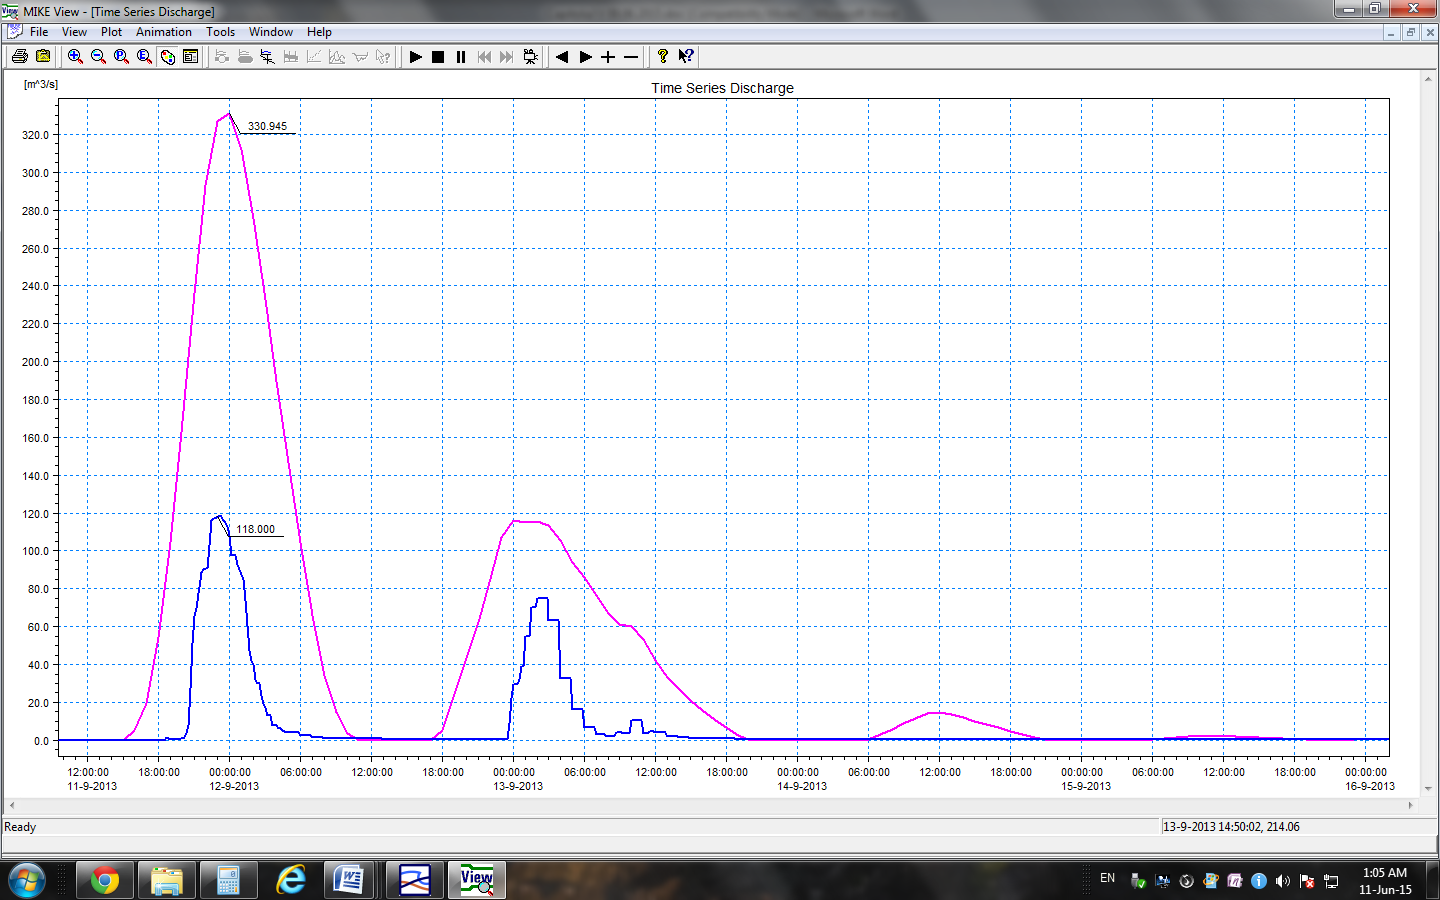 MIKE View - [Time Series Discharge]
File View Plot Animation Tools Window Help
Time Series Discharge
[m^3/s]
330.945
118.000
320.0
300.0
280.0
260.0
240.0
220.0
200.0
180.0
160.0
140.0
120.0
100.0
80.0
60.0
40.0
20.0
0.0
12:00:00 18:00:00 00:00:00 06:00:00 12:00:00 18:00:00 00:00:00 06:00:00 12:00:00 18:00:00 00:00:00 06:00:00 12:00:00 18:00:00 00:00:00 06:00:00 12:00:00 18:00:00 00:00:00
11-9-2013 12-9-2013 13-9-2013 14-9-2013 15-9-2013 16-9-2013
Ready 13-9-2013 14:50:02, 214.06
View
EN 1:05 AM
11-Jun-15